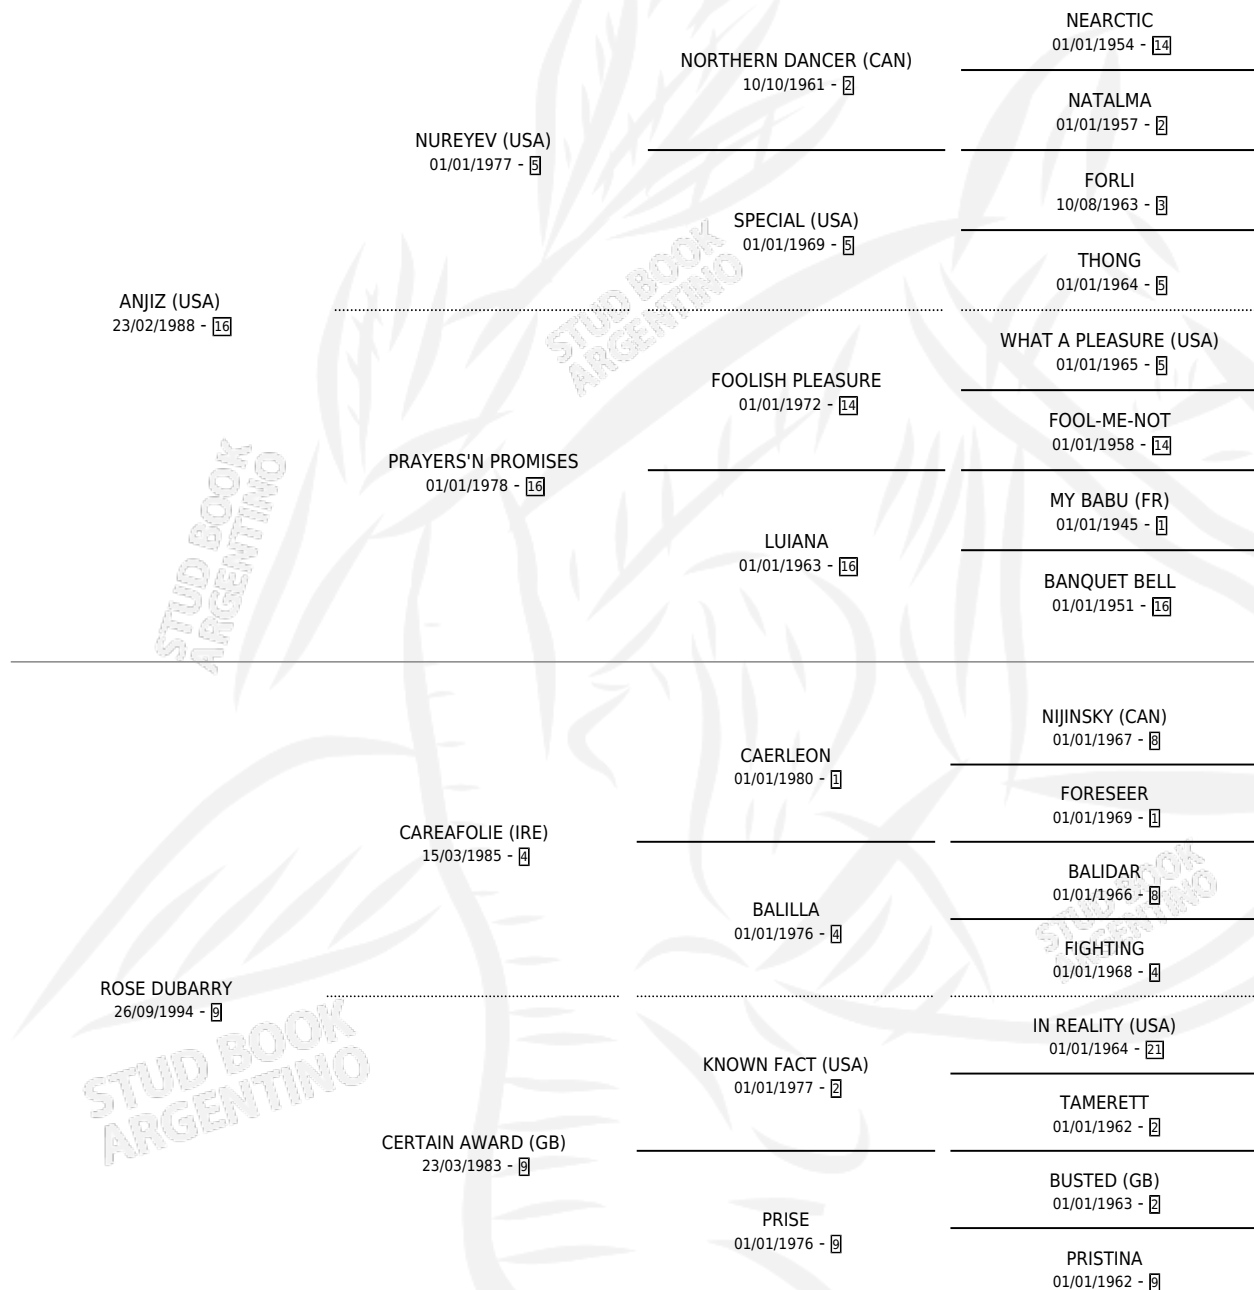 NEARCTIC
01/01/1954 - 14
NORTHERN DANCER (CAN)
10/10/1961 - 2
NATALMA
01/01/1957 - 2
NUREYEV (USA)
01/01/1977 - 5
FORLI
10/08/1963 - 3
SPECIAL (USA)
01/01/1969 - 5
THONG
01/01/1964 - 5
ANJIZ (USA)
23/02/1988 - 16
WHAT A PLEASURE (USA)
01/01/1965 - 5
FOOLISH PLEASURE
01/01/1972 - 14
FOOL-ME-NOT
01/01/1958 - 14
PRAYERS'N PROMISES
01/01/1978 - 16
MY BABU (FR)
01/01/1945 - 1
LUIANA
01/01/1963 - 16
BANQUET BELL
01/01/1951 - 16
NIJINSKY (CAN)
01/01/1967 - 8
CAERLEON
01/01/1980 - 1
FORESEER
01/01/1969 - 1
CAREAFOLIE (IRE)
15/03/1985 - 4
BALIDAR
01/01/1966 - 8
BALILLA
01/01/1976 - 4
FIGHTING
01/01/1968 - 4
ROSE DUBARRY
26/09/1994 - 9
IN REALITY (USA)
01/01/1964 - 21
KNOWN FACT (USA)
01/01/1977 - 2
TAMERETT
01/01/1962 - 2
CERTAIN AWARD (GB)
23/03/1983 - 9
BUSTED (GB)
01/01/1963 - 2
PRISE
01/01/1976 - 9
PRISTINA
01/01/1962 - 9
STUD BOOK
ARGENTINO
STUD BOOK
ARGENTINO
STUD BOOK
ARGENTINO
STUD BOOK
ARGENTINO